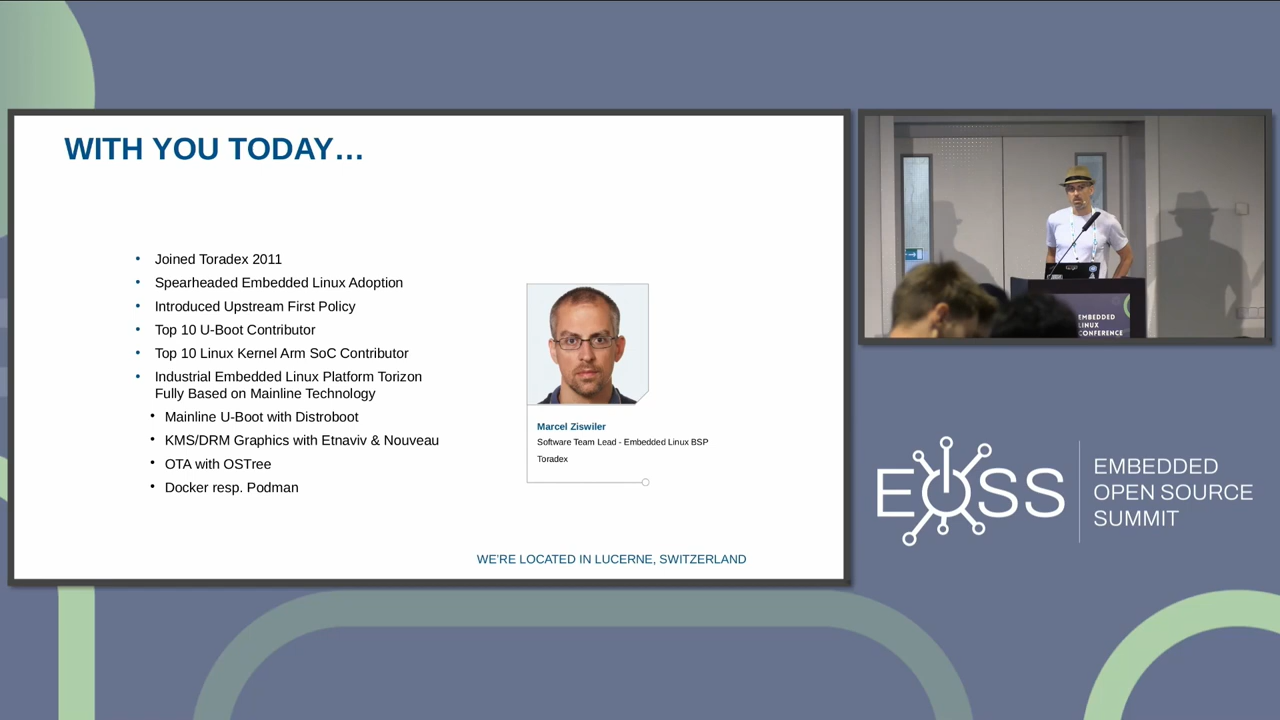 WITH YOU TODAY…
Joined Toradex 2011
Spearheaded Embedded Linux Adoption
Introduced Upstream First Policy
Top 10 U-Boot Contributor
Top 10 Linux Kernel Arm SoC Contributor
Industrial Embedded Linux Platform Torizon
Fully Based on Mainline Technology
Mainline U-Boot with Distroboot
KMS/DRM Graphics with Etnaviv & Nouveau
OTA with OSTree
Docker resp. Podman
Marcel Ziswiler
Software Team Lead - Embedded Linux BSP
Toradex
WE'RE LOCATED IN LUCERNE, SWITZERLAND
EMBEDDED
LINUX
CONFERENCE
EOSS
EMBEDDED
OPEN SOURCE
SUMMIT